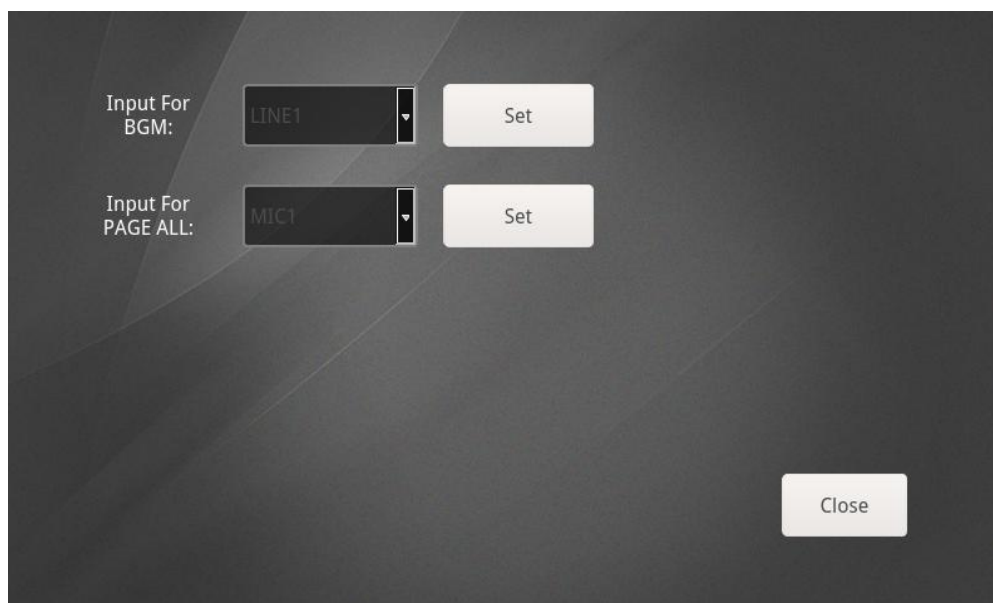 Input For
BGM:
LINE1
Set
Input For
PAGE ALL:
MIC1
Set
Close